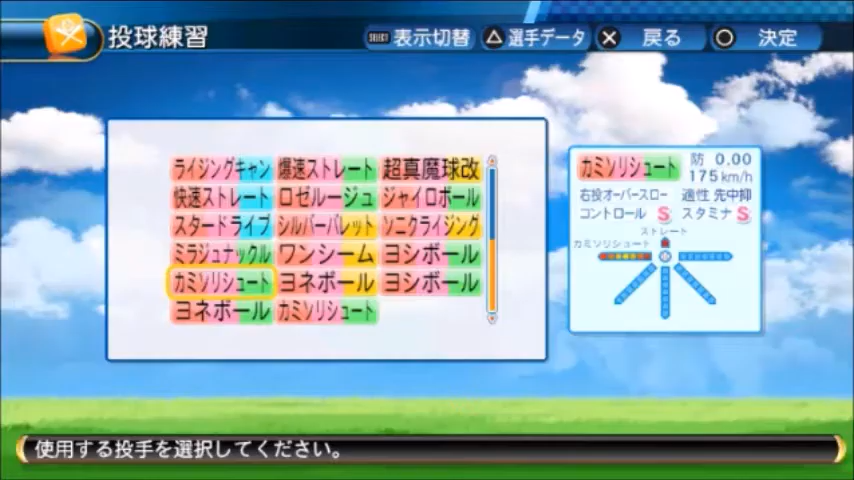 投球練習
SELECT 表示切替 △ 選手データ × 戻る ○ 決定
ライジングキャン 爆速ストレート 超真魔球改
快速ストレート ロゼルージュ ジャイロボール
スタードライブ シルバーバレット ソニクライジング
ミラジュナックル ワンシーム ヨシボール
カミソリシュート ヨネボール ヨシボール
ヨネボール カミソリシュート
カミソリシュート 防 0.00
175km/h
右投オーバースロー 適性 先中抑
コントロール S スタミナ S
ストレート
カミソリシュート
使用する投手を選択してください。